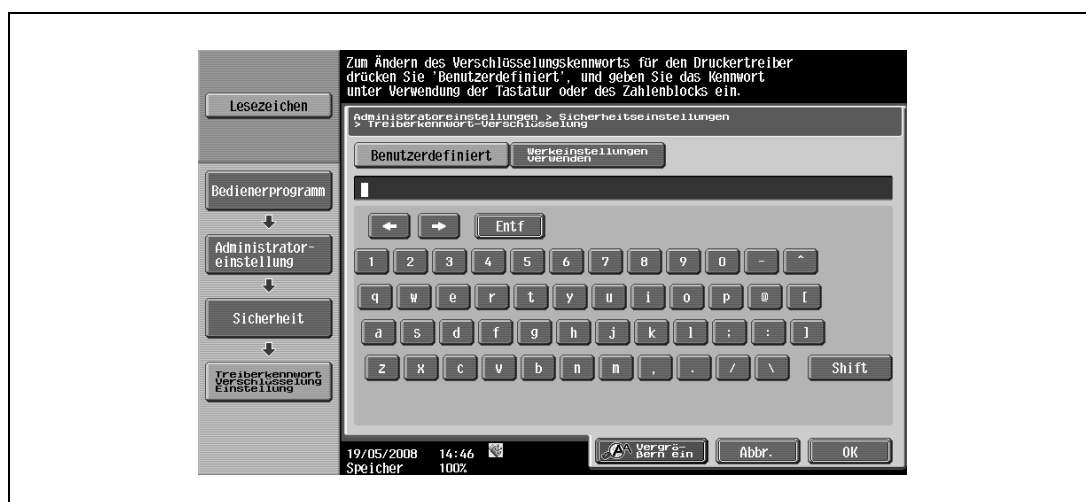 Zum Ändern des Verschlüsselungskennworts für den Druckertreiber
drücken Sie 'Benutzerdefiniert', und geben Sie das Kennwort
unter Verwendung der Tastatur oder des Zahlenblocks ein.
Lesezeichen
Administratoreinstellungen > Sicherheitseinstellungen
> Treiberkennwort-Verschlüsselung
Benutzerdefiniert
Werkeinstellungen
verwenden
Bedienerprogramm
Administrator-
einstellung
Sicherheit
Treiberkennwort
Verschlüsselung
Einstellung
Entf
1 2 3 4 5 6 7 8 9 0 - ^
q w e r t y u i o p @ [
a s d f g h j k l ; : ]
z x c v b n m , . / \ Shift
19/05/2008 14:46
Speicher 100%
Vergrö-
ßern ein
Abbr.
OK